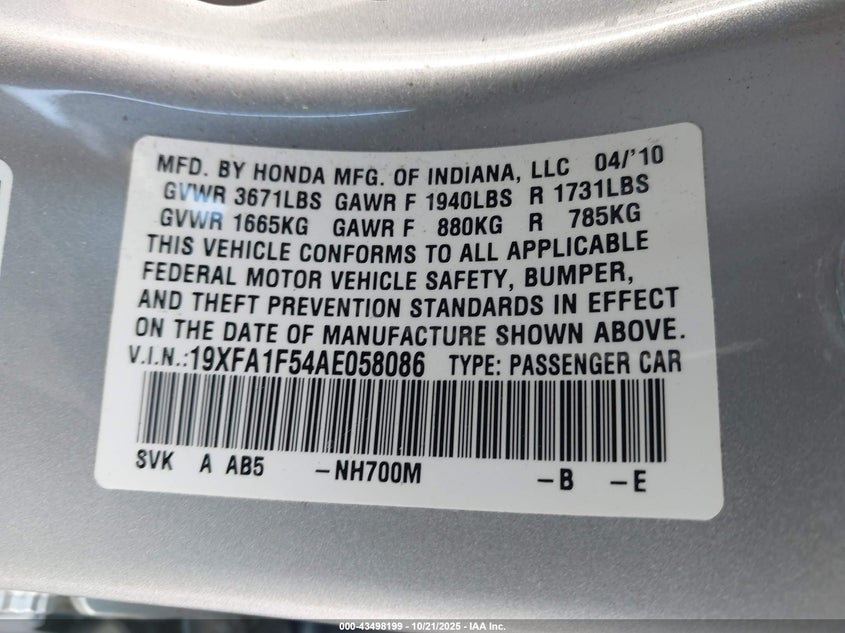 MFD. BY HONDA MFG. OF INDIANA, LLC 04/'10
GVWR 3671LBS GAWR F 1940LBS R 1731LBS
GVWR 1665KG GAWR F 880KG R 785KG
THIS VEHICLE CONFORMS TO ALL APPLICABLE
FEDERAL MOTOR VEHICLE SAFETY, BUMPER,
AND THEFT PREVENTION STANDARDS IN EFFECT
ON THE DATE OF MANUFACTURE SHOWN ABOVE.
V.I.N.:19XFA1F54AE058086 TYPE: PASSENGER CAR
SVK A AB5 -NH700M -B -E
000-43498199 - 10/21/2025 - IAA Inc.